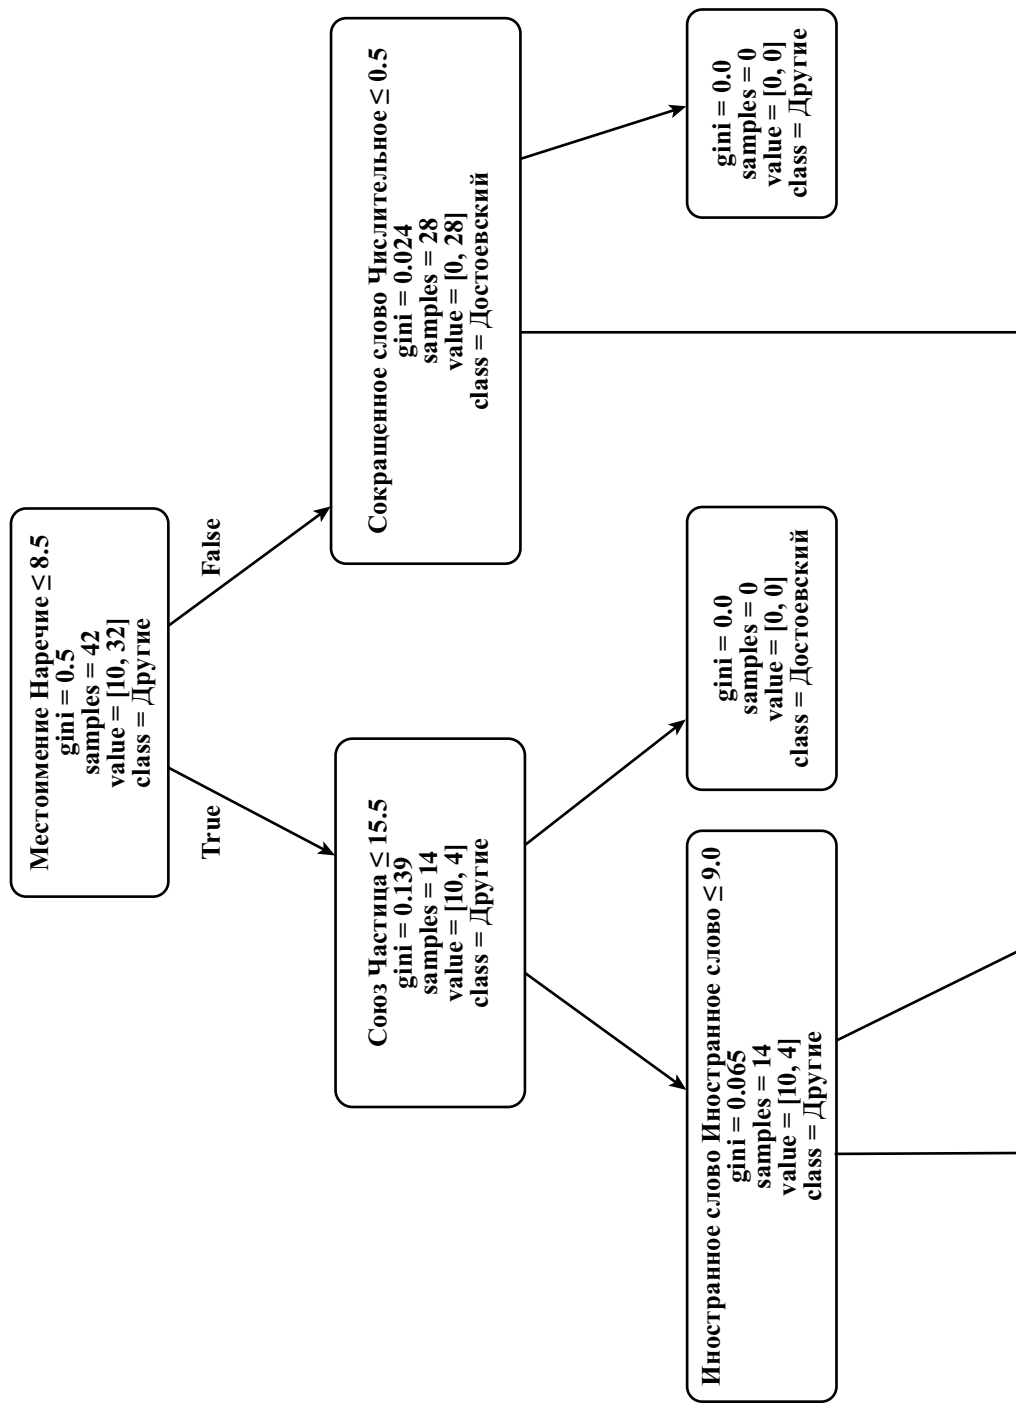 Местоимение Наречие ≤ 8.5
gini = 0.5
samples = 42
value = [10, 32]
class = Другие
True
False
Союз Частица ≤ 15.5
gini = 0.139
samples = 14
value = [10, 4]
class = Другие
Сокращенное слово Числительное ≤ 0.5
gini = 0.024
samples = 28
value = [0, 28]
class = Достоевский
Иностранное слово Иностранное слово ≤ 9.0
gini = 0.065
samples = 14
value = [10, 4]
class = Другие
gini = 0.0
samples = 0
value = [0, 0]
class = Достоевский
gini = 0.0
samples = 0
value = [0, 0]
class = Другие